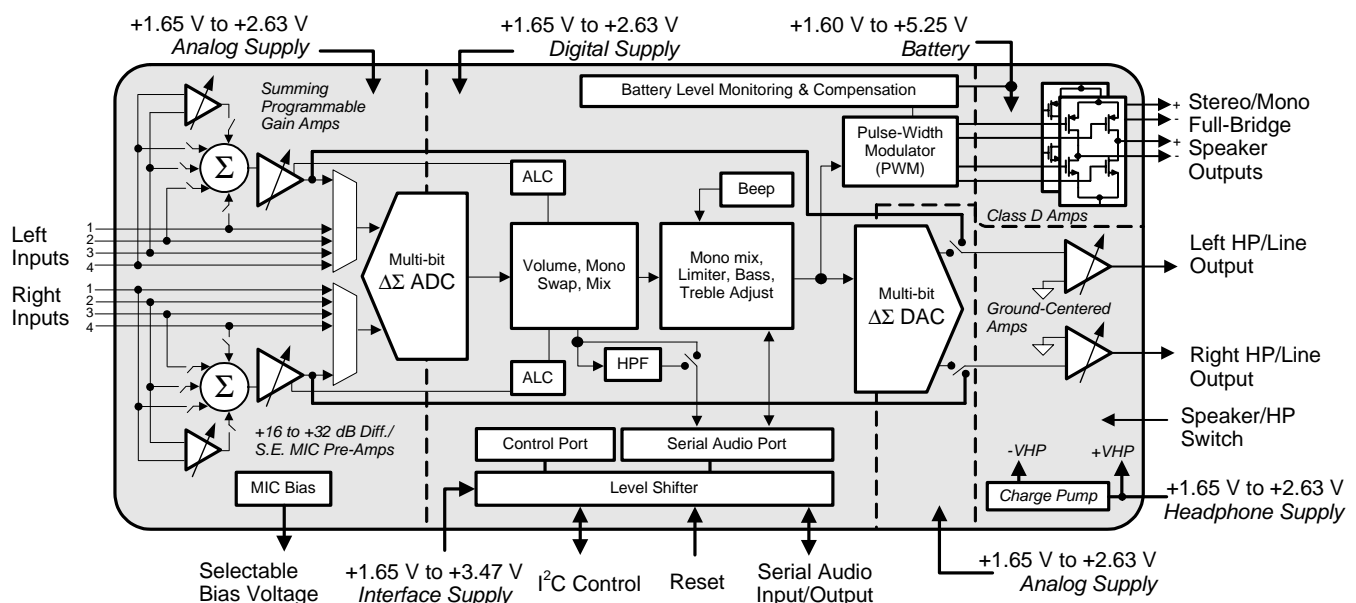 +1.65 V to +2.63 V
Analog Supply
+1.65 V to +2.63 V
Digital Supply
+1.60 V to +5.25 V
Battery
Summing
Programmable
Gain Amps
Battery Level Monitoring & Compensation
Pulse-Width
Modulator
(PWM)
+
-
+
-
Stereo/Mono
Full-Bridge
Speaker
Outputs
Class D Amps
Σ
ALC
Beep
Left
Inputs
1
2
3
4
Right
Inputs
1
2
3
4
Multi-bit
ΔΣ ADC
Volume, Mono
Swap, Mix
Mono mix,
Limiter, Bass,
Treble Adjust
Multi-bit
ΔΣ DAC
Left HP/Line
Output
Ground-Centered
Amps
Right HP/Line
Output
Σ
ALC
HPF
+16 to +32 dB Diff./
S.E. MIC Pre-Amps
Control Port
Serial Audio Port
Level Shifter
MIC Bias
Speaker/HP
Switch
-VHP
+VHP
Charge Pump
+1.65 V to +2.63 V
Headphone Supply
Selectable
Bias Voltage
+1.65 V to +3.47 V
Interface Supply
I²C Control
Reset
Serial Audio
Input/Output
+1.65 V to +2.63 V
Analog Supply